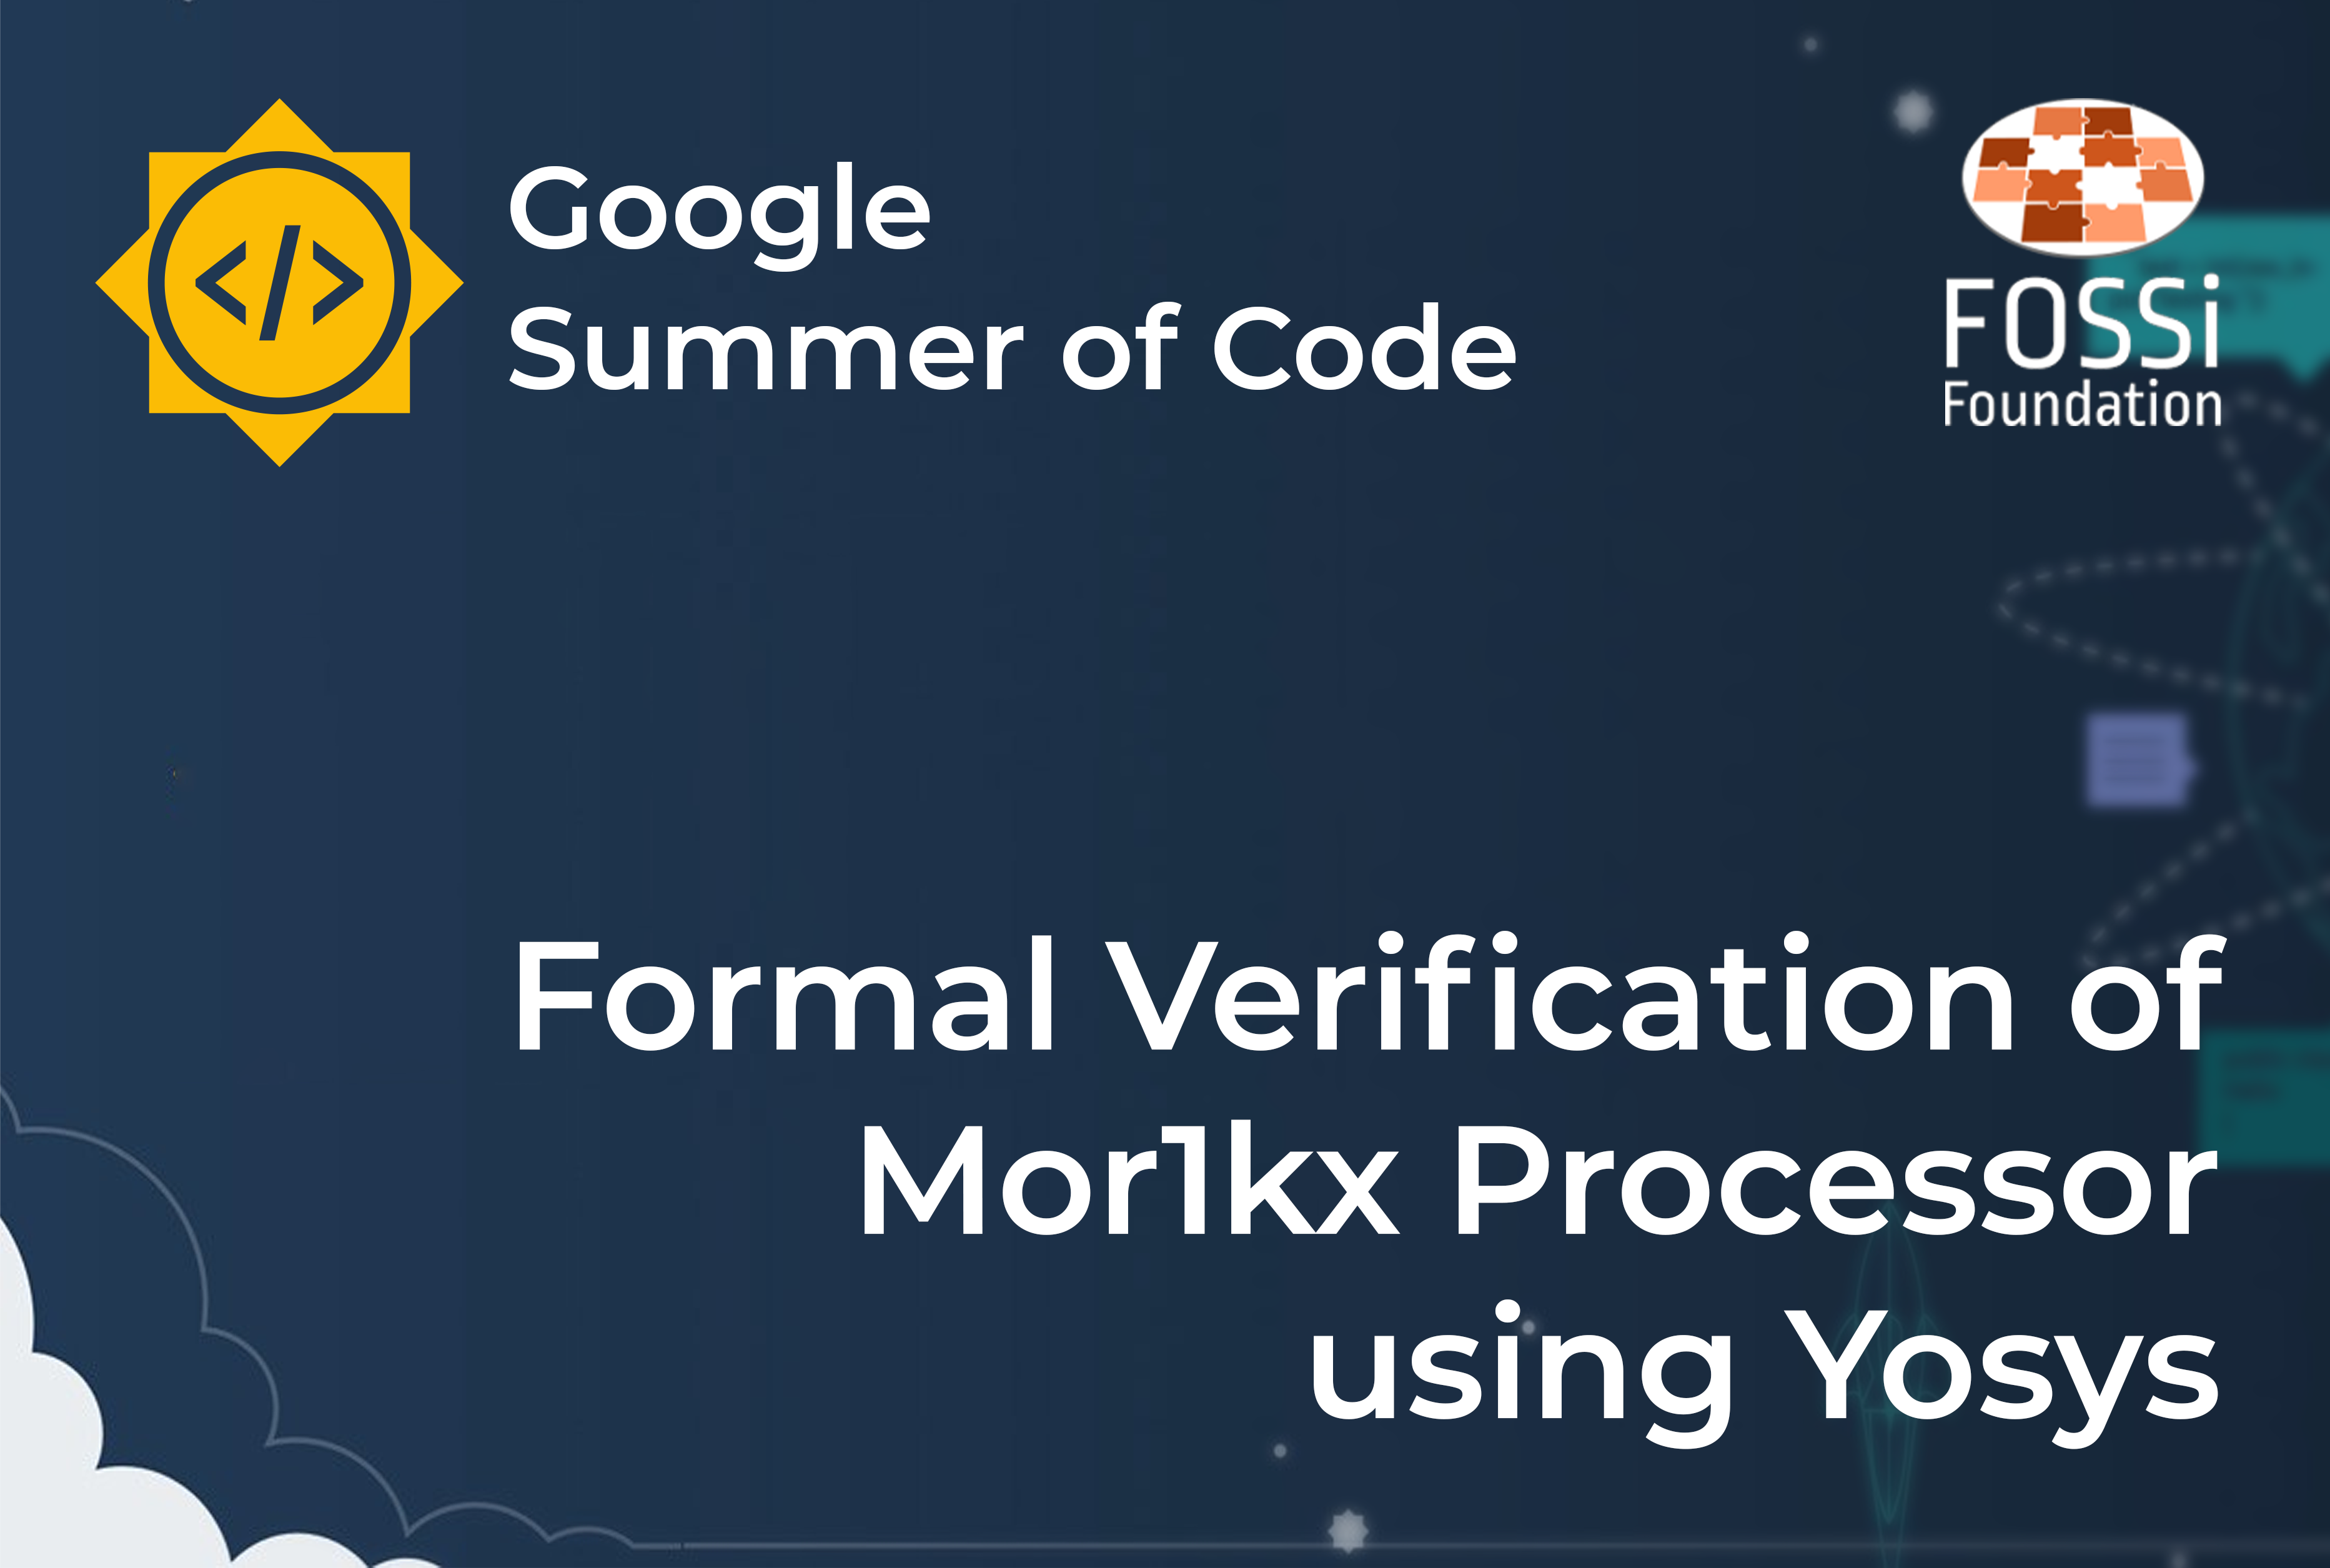 </>
Google
Summer of Code
FOSSi
Foundation
Formal Verification of
Mor1kx Processor
using Yosys